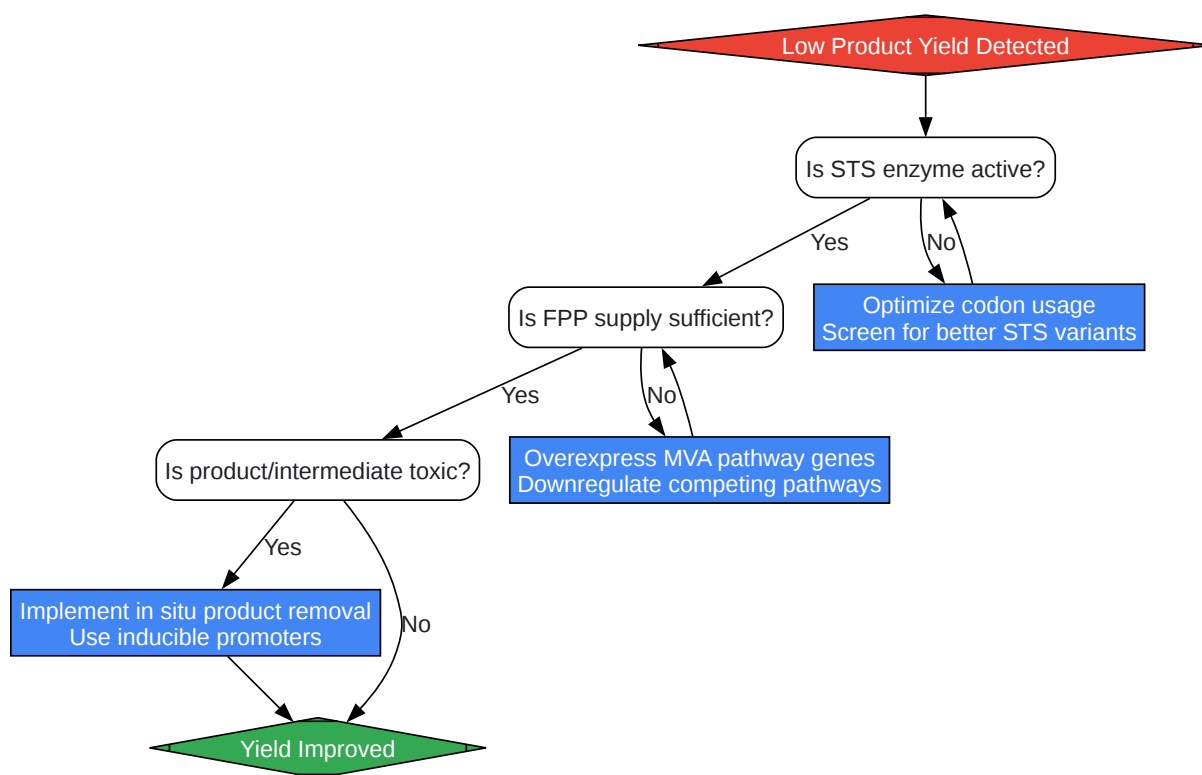 Low Product Yield Detected
Is STS enzyme active?
Yes
No
Optimize codon usage
Screen for better STS variants
Is FPP supply sufficient?
Yes
No
Overexpress MVA pathway genes
Downregulate competing pathways
Is product/intermediate toxic?
Yes
Implement in situ product removal
Use inducible promoters
No
Yield Improved